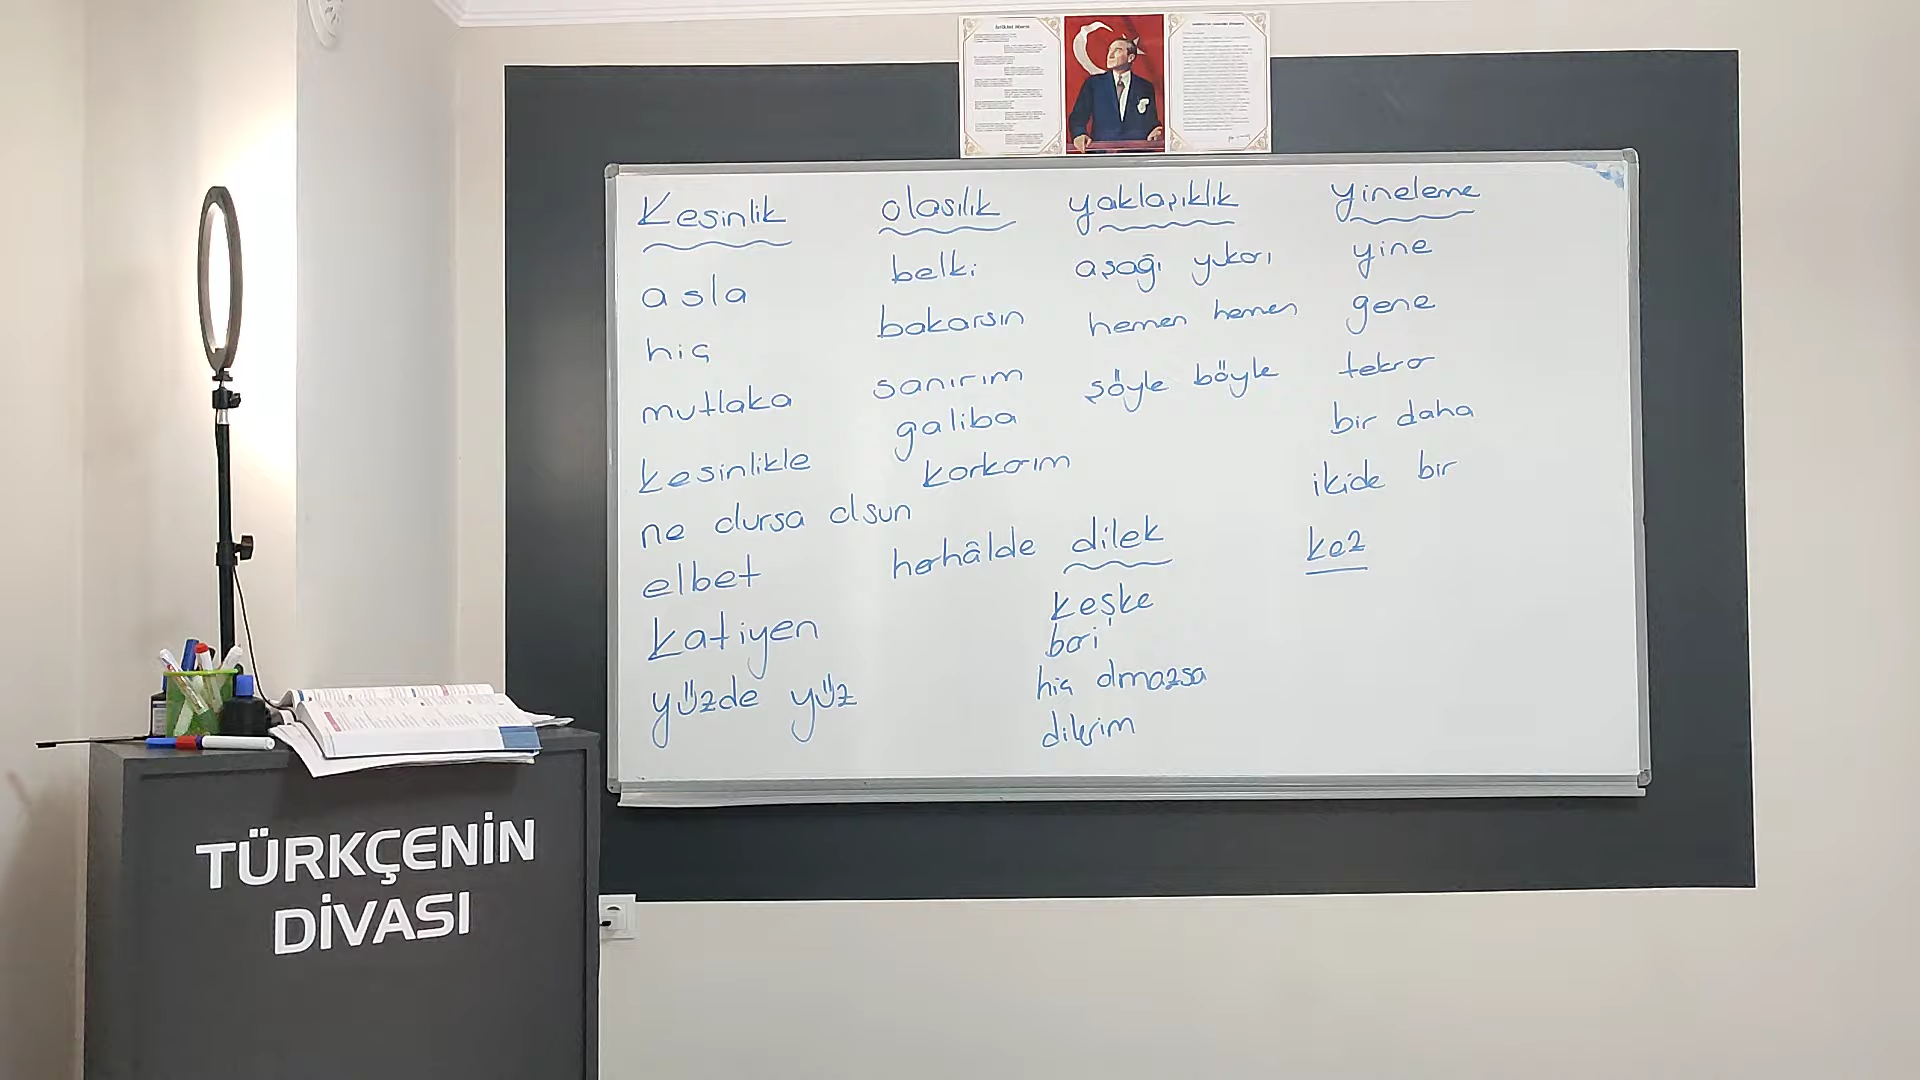 İstiklal Marşı
Kesinlik
asla
hiç
mutlaka
kesinlikle
ne olursa olsun
elbet
katiyen
yüzde yüz
olasılık
belki
bakarsın
sanırım
galiba
korkarım
herhâlde
yaklaşıklık
aşağı yukarı
hemen hemen
şöyle böyle
dilek
keşke
bari
hiç olmazsa
dilerim
yineleme
yine
gene
tekrar
bir daha
ikide bir
kez
TÜRKÇENİN
DİVASI